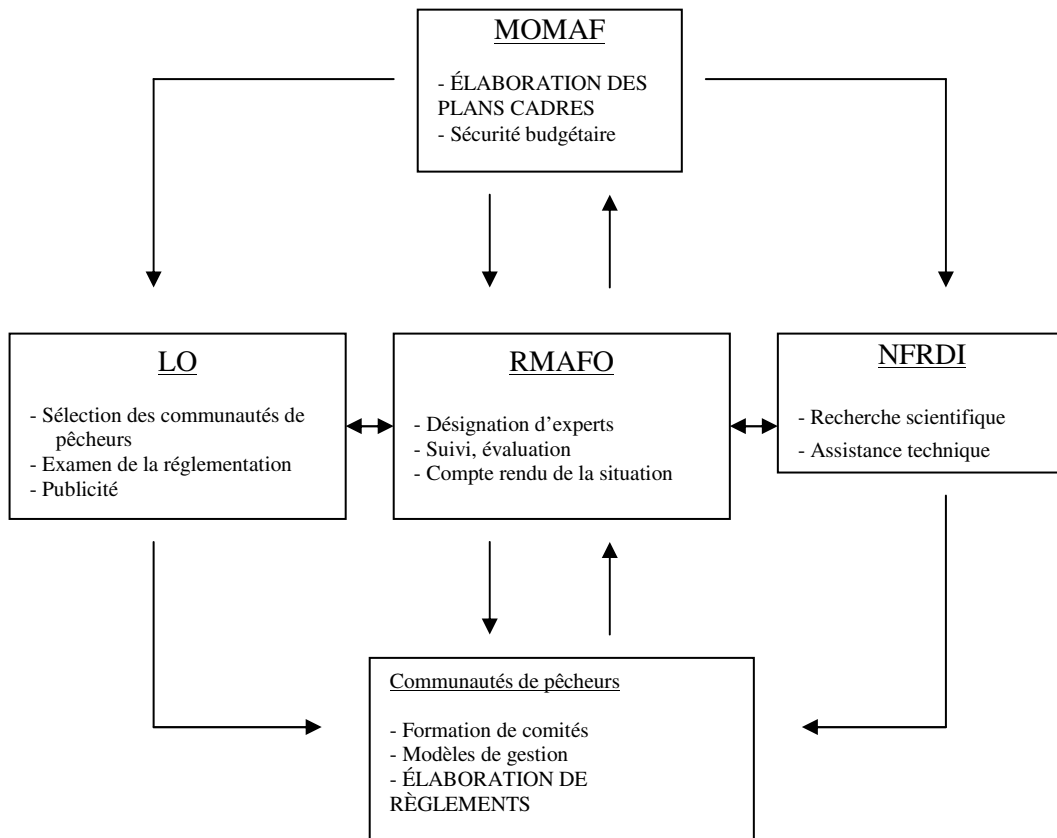 MOMAF
- ÉLABORATION DES
PLANS CADRES
- Sécurité budgétaire
LO
- Sélection des communautés de
pêcheurs
- Examen de la réglementation
- Publicité
RMAFO
- Désignation d'experts
- Suivi, évaluation
- Compte rendu de la situation
NFRDI
- Recherche scientifique
- Assistance technique
Communautés de pêcheurs
- Formation de comités
- Modèles de gestion
- ÉLABORATION DE
RÈGLEMENTS